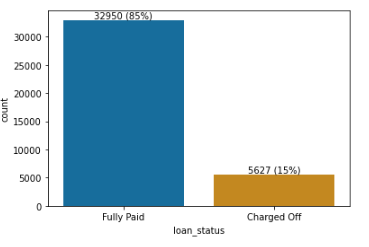 32950 (85%)
30000
25000
20000
15000
10000
5000
0
5627 (15%)
count
Fully Paid
Charged Off
loan_status